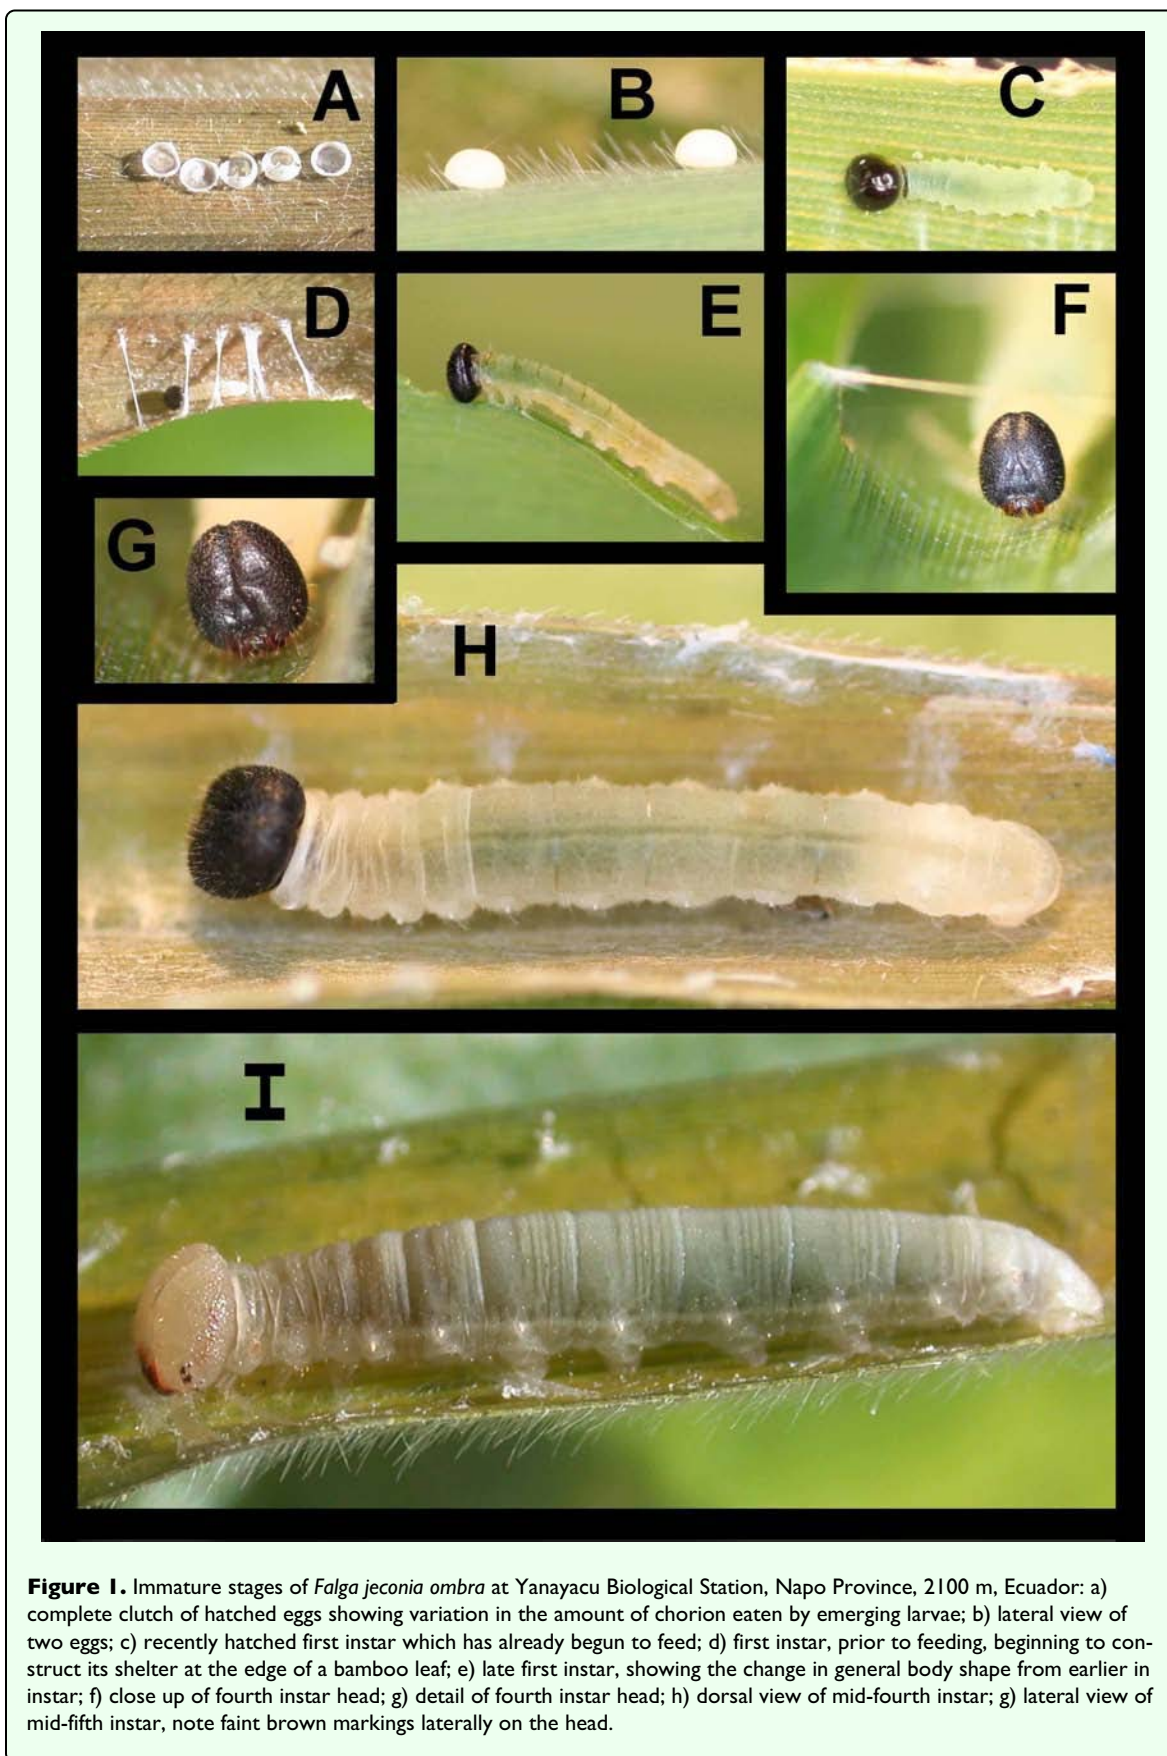 A
B
C
D
E
F
G
H
I
Figure 1. Immature stages of Falga jeconia ombra at Yanayacu Biological Station, Napo Province, 2100 m, Ecuador: a)
complete clutch of hatched eggs showing variation in the amount of chorion eaten by emerging larvae; b) lateral view of
two eggs; c) recently hatched first instar which has already begun to feed; d) first instar, prior to feeding, beginning to con-
struct its shelter at the edge of a bamboo leaf; e) late first instar, showing the change in general body shape from earlier in
instar; f) close up of fourth instar head; g) detail of fourth instar head; h) dorsal view of mid-fourth instar; g) lateral view of
mid-fifth instar, note faint brown markings laterally on the head.